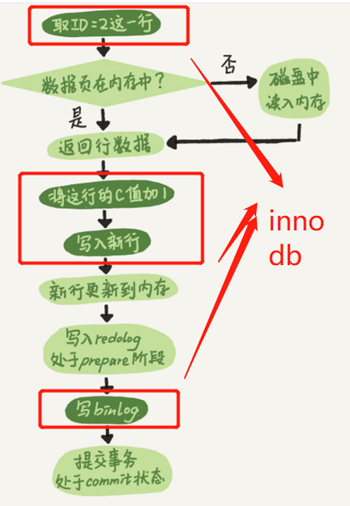 取ID=2这一行
数据页在内存中?
否
磁盘中
读入内存
是
返回行数据
将这行的C值加1
写入新行
inno
db
新行更新到内存
写入redolog
处于prepare阶段
写binlog
提交事务
处于commit状态